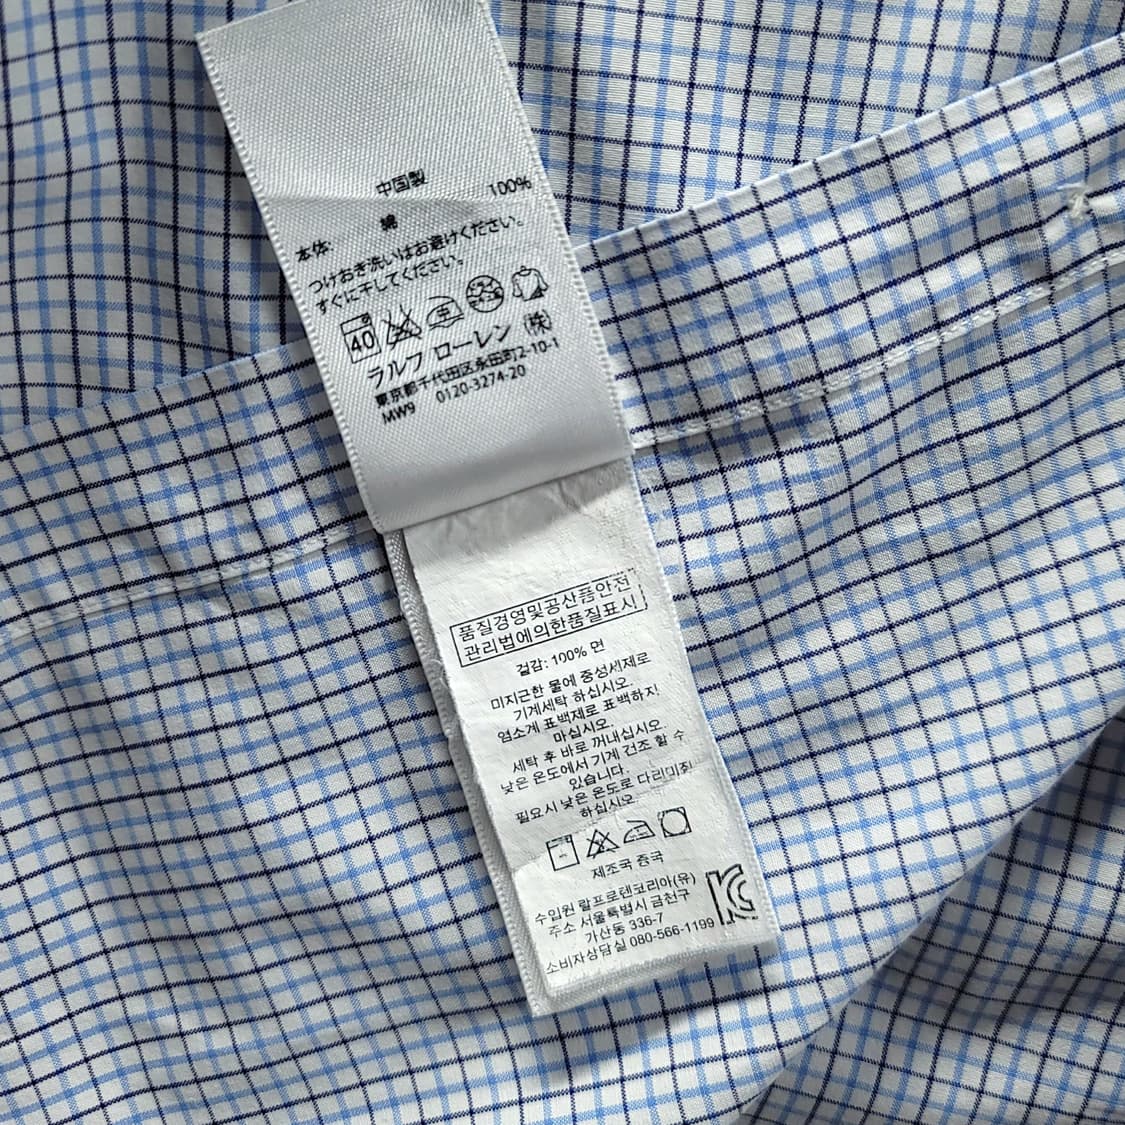 中国製
本体: 綿 100%
つけおき洗いはお避けください。
すぐに干してください。
40
ラルフ ローレン (株)
東京都千代田区永田町2-10-1
MW9 0120-3274-20
품질경영및공산품안전
관리법에의한품질표시
겉감: 100% 면
미지근한 물에 중성세제로
기계세탁 하십시오.
염소계 표백제로 표백하지
마십시오.
세탁 후 바로 꺼내십시오.
낮은 온도에서 기계 건조 할 수
있습니다.
필요시 낮은 온도로 다리미질
하십시오.
제조국 중국
수입원 랄프로렌코리아(유)
주소 서울특별시 금천구
가산동 336-7
소비자상담실 080-566-1199